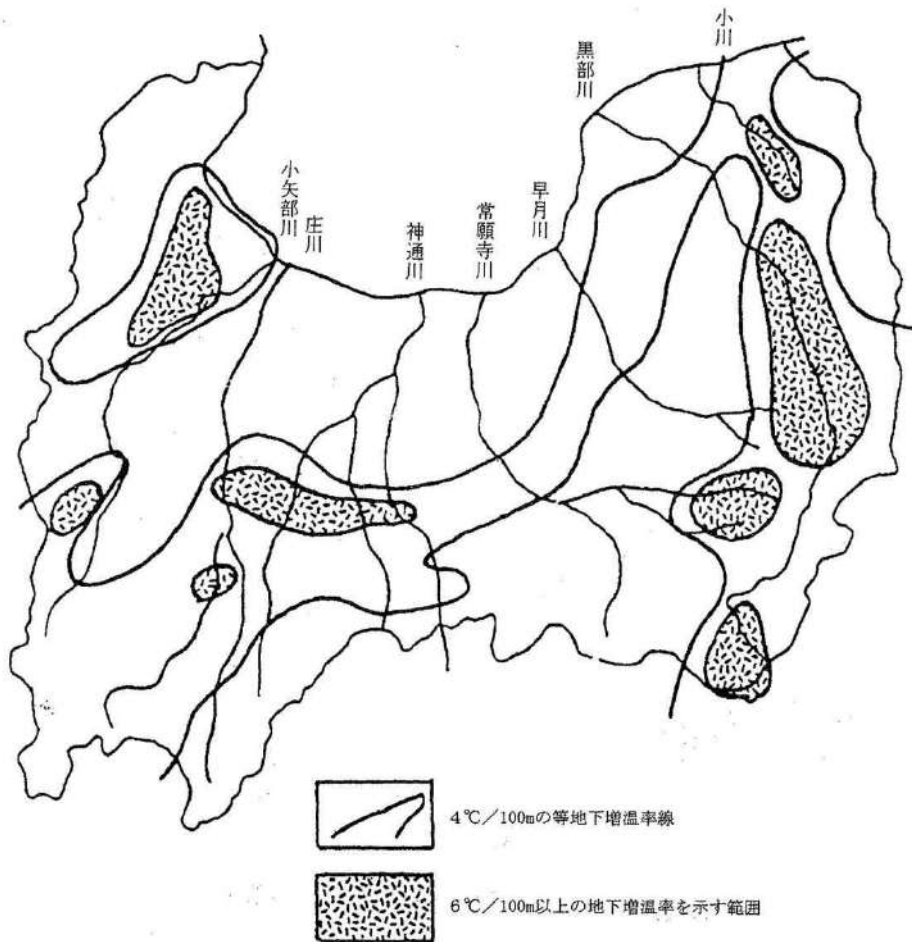 小川
黒部川
早月川
常願寺川
神通川
庄川
小矢部川
4℃/100mの等地下増温率線
6℃/100m以上の地下増温率を示す範囲